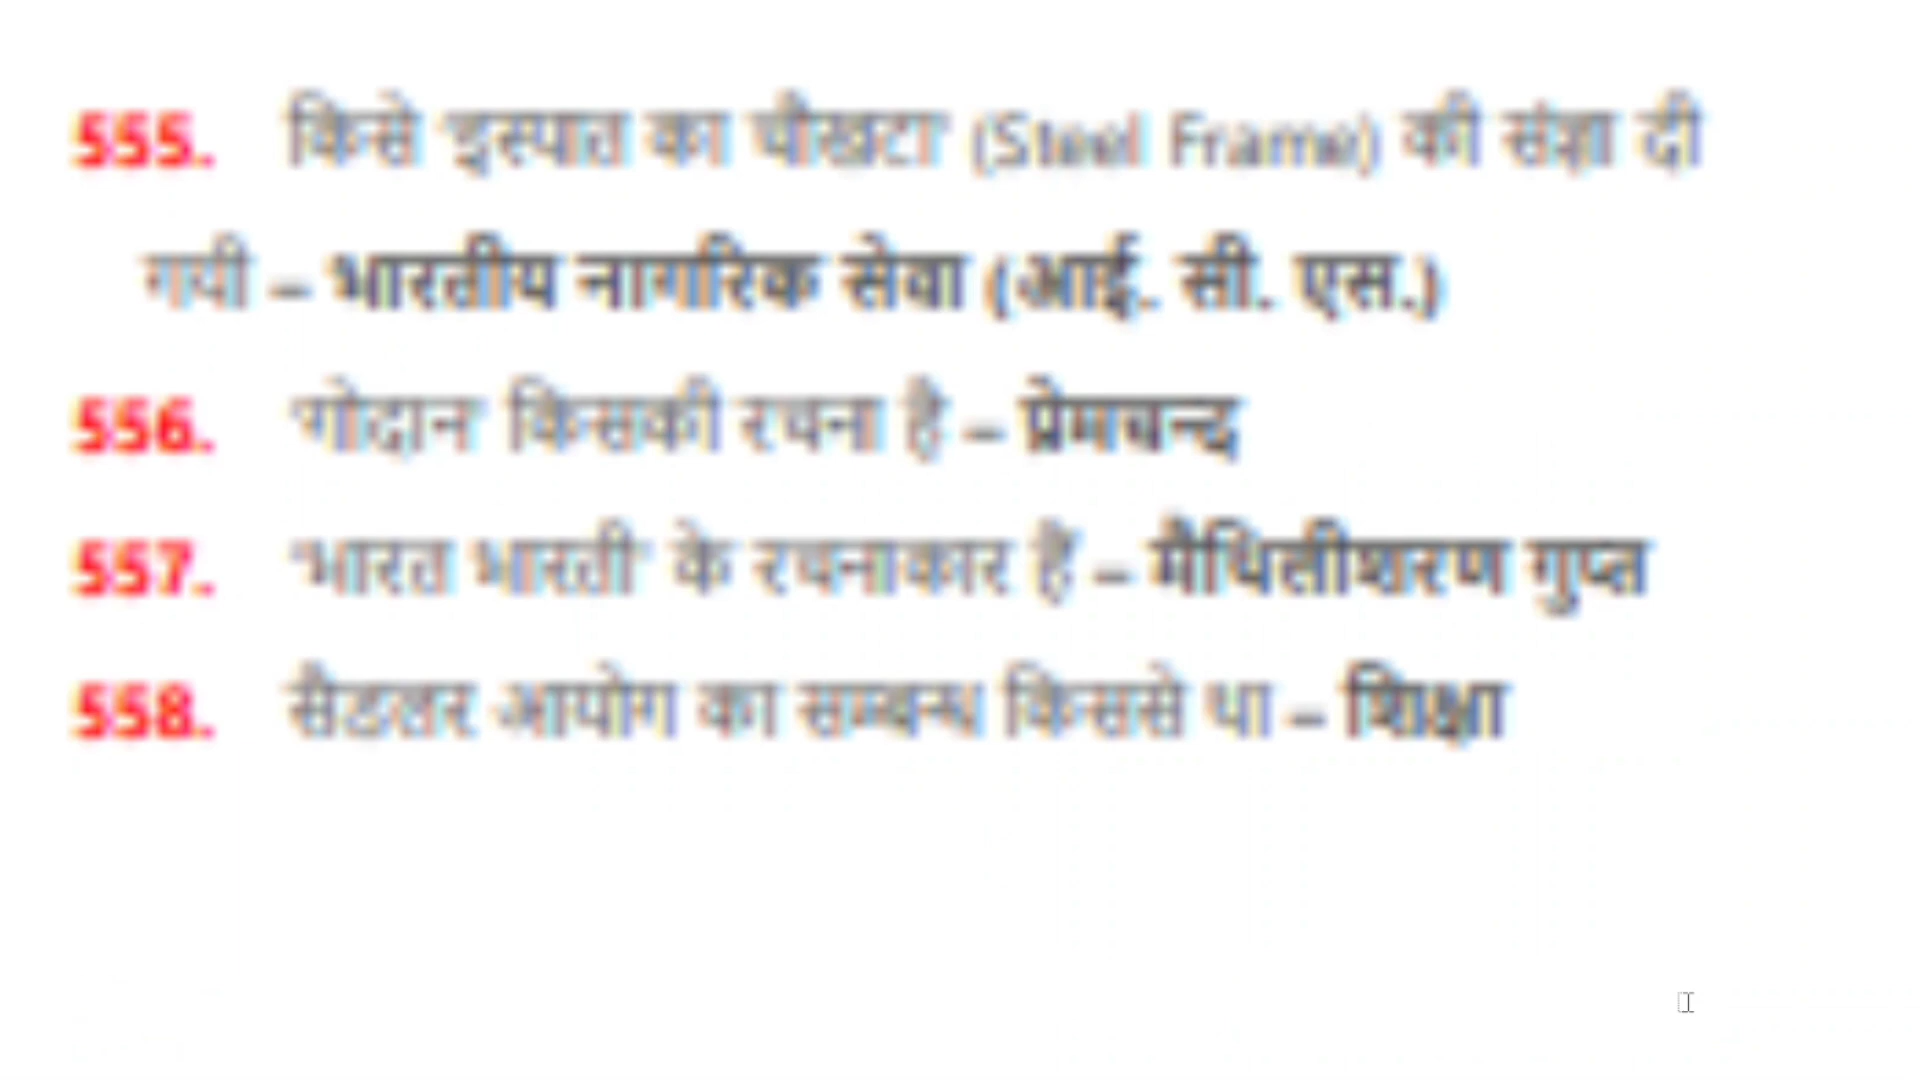 555. किसे 'इस्पात का चौखटा' (Steel Frame) की संज्ञा दी
गयी – भारतीय नागरिक सेवा (आई. सी. एस.)
556. 'गोदान' किसकी रचना है – प्रेमचन्द
557. 'भारत भारती' के रचनाकार हैं – मैथिलीशरण गुप्त
558. सैडलर आयोग का सम्बन्ध किससे था – शिक्षा